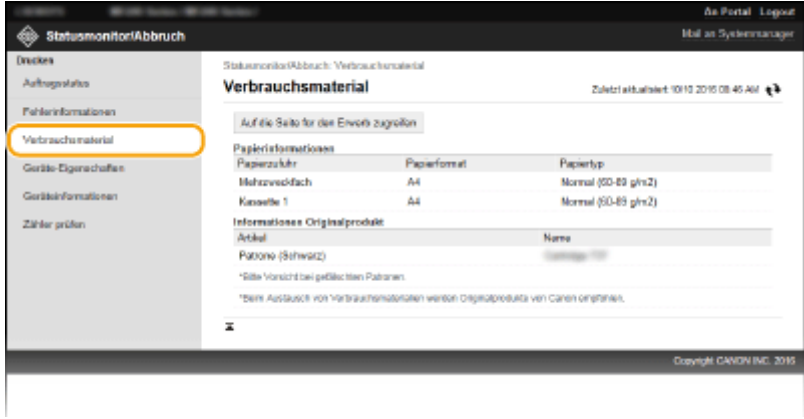 An Portal Logout
Statusmonitor/Abbruch
Mail an Systemmanager
Drucken
Auftragsstatus
Fehlerinformationen
Verbrauchsmaterial
Geräte-Eigenschaften
Geräteinformationen
Zähler prüfen
Statusmonitor/Abbruch: Verbrauchsmaterial
Verbrauchsmaterial
Zuletzt aktualisiert: 10/10 2016 08:46 AM
Auf die Seite für den Erwerb zugreifen
Papierinformationen
Papierzufuhr Papierformat Papiertyp
Mehrzweckfach A4 Normal (60-89 g/m2)
Kassette 1 A4 Normal (60-89 g/m2)
Informationen Originalprodukt
Artikel Name
Patrone (Schwarz)
*Bitte Vorsicht bei gefälschten Patronen.
*Beim Austausch von Verbrauchsmaterialien werden Originalprodukte von Canon empfohlen.
Copyright CANON INC. 2016